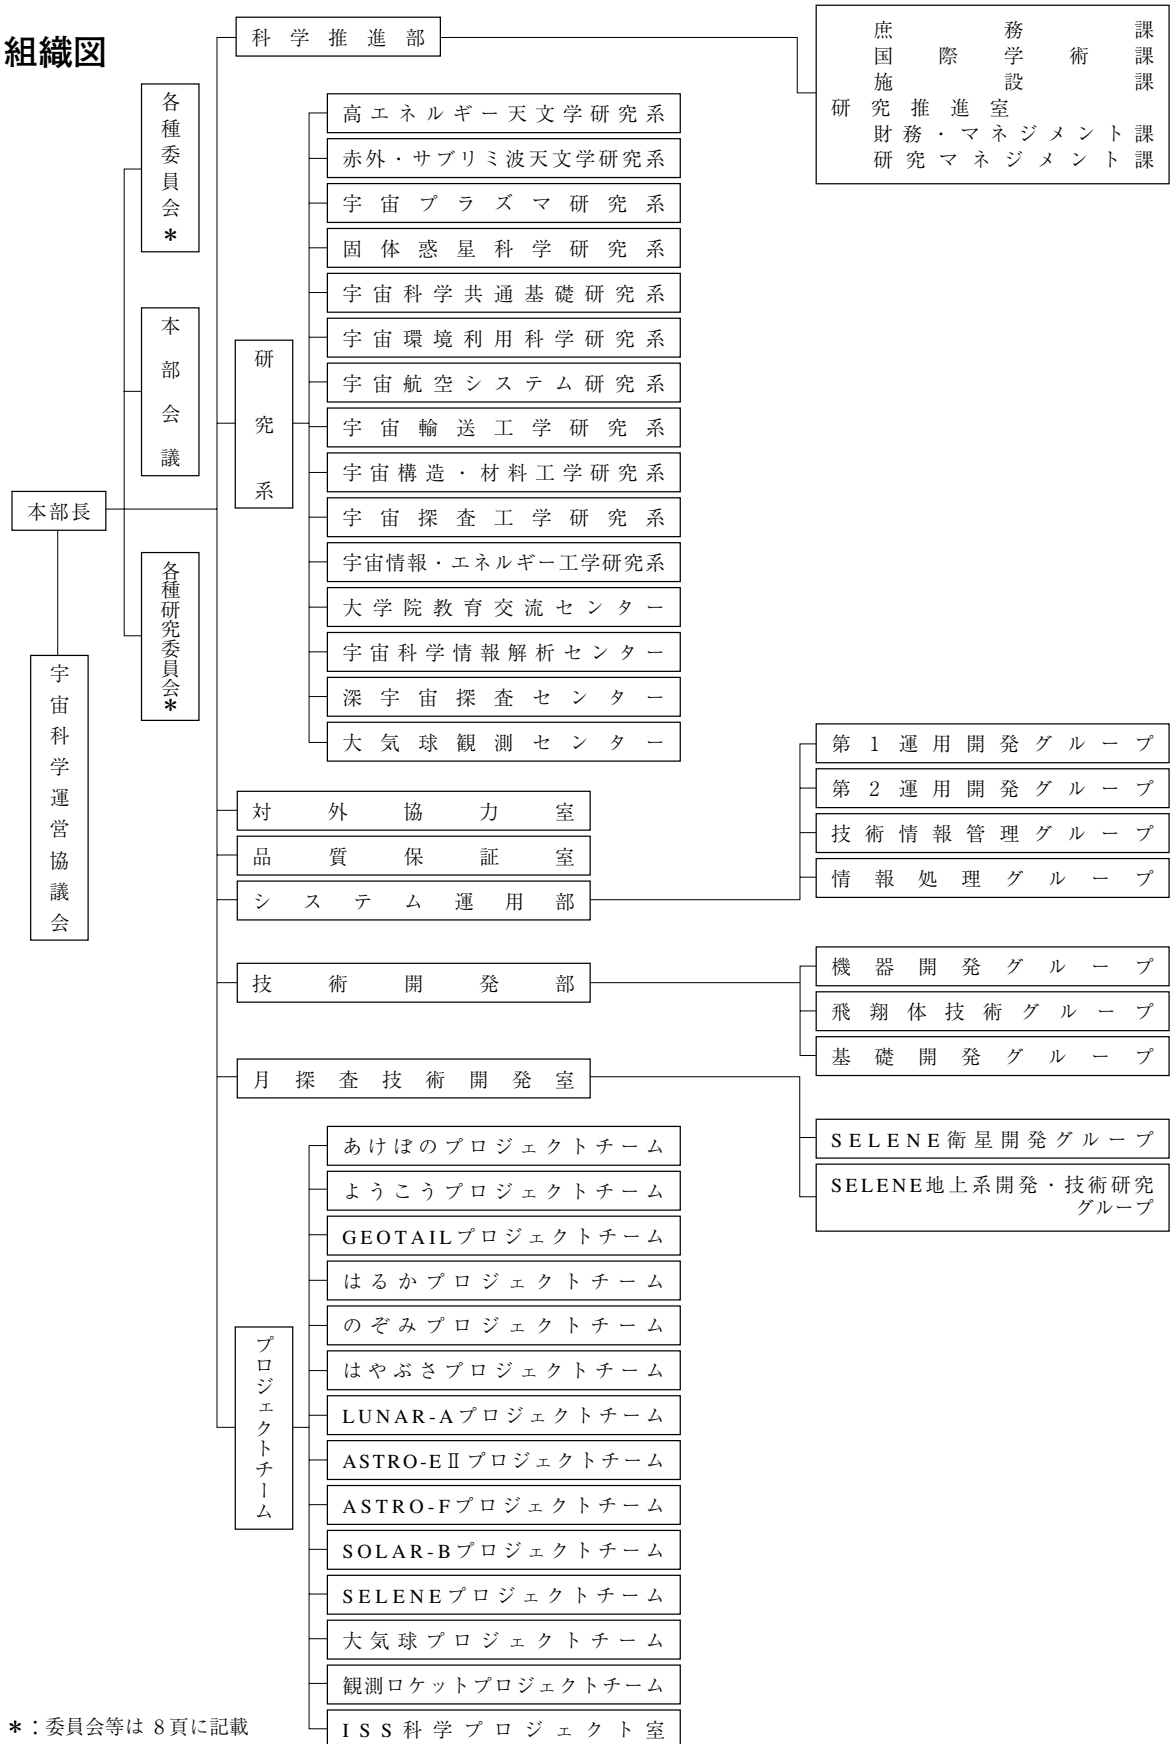 組織図
本部長
宇宙科学運営協議会
各種委員会＊
本部会議
各種研究委員会＊
科学推進部
庶務課
国際学術課
施設課
研究推進室
財務・マネジメント課
研究マネジメント課
研究系
高エネルギー天文学研究系
赤外・サブリミ波天文学研究系
宇宙プラズマ研究系
固体惑星科学研究系
宇宙科学共通基礎研究系
宇宙環境利用科学研究系
宇宙航空システム研究系
宇宙輸送工学研究系
宇宙構造・材料工学研究系
宇宙探査工学研究系
宇宙情報・エネルギー工学研究系
大学院教育交流センター
宇宙科学情報解析センター
深宇宙探査センター
大気球観測センター
対外協力室
品質保証室
システム運用部
第1運用開発グループ
第2運用開発グループ
技術情報管理グループ
情報処理グループ
技術開発部
機器開発グループ
飛翔体技術グループ
基礎開発グループ
月探査技術開発室
SELENE衛星開発グループ
SELENE地上系開発・技術研究
グループ
プロジェクトチーム
あけぼのプロジェクトチーム
ようこうプロジェクトチーム
GEOTAILプロジェクトチーム
はるかプロジェクトチーム
のぞみプロジェクトチーム
はやぶさプロジェクトチーム
LUNAR-Aプロジェクトチーム
ASTRO-EⅡプロジェクトチーム
ASTRO-Fプロジェクトチーム
SOLAR-Bプロジェクトチーム
SELENEプロジェクトチーム
大気球プロジェクトチーム
観測ロケットプロジェクトチーム
ISS科学プロジェクト室
＊：委員会等は 8頁に記載